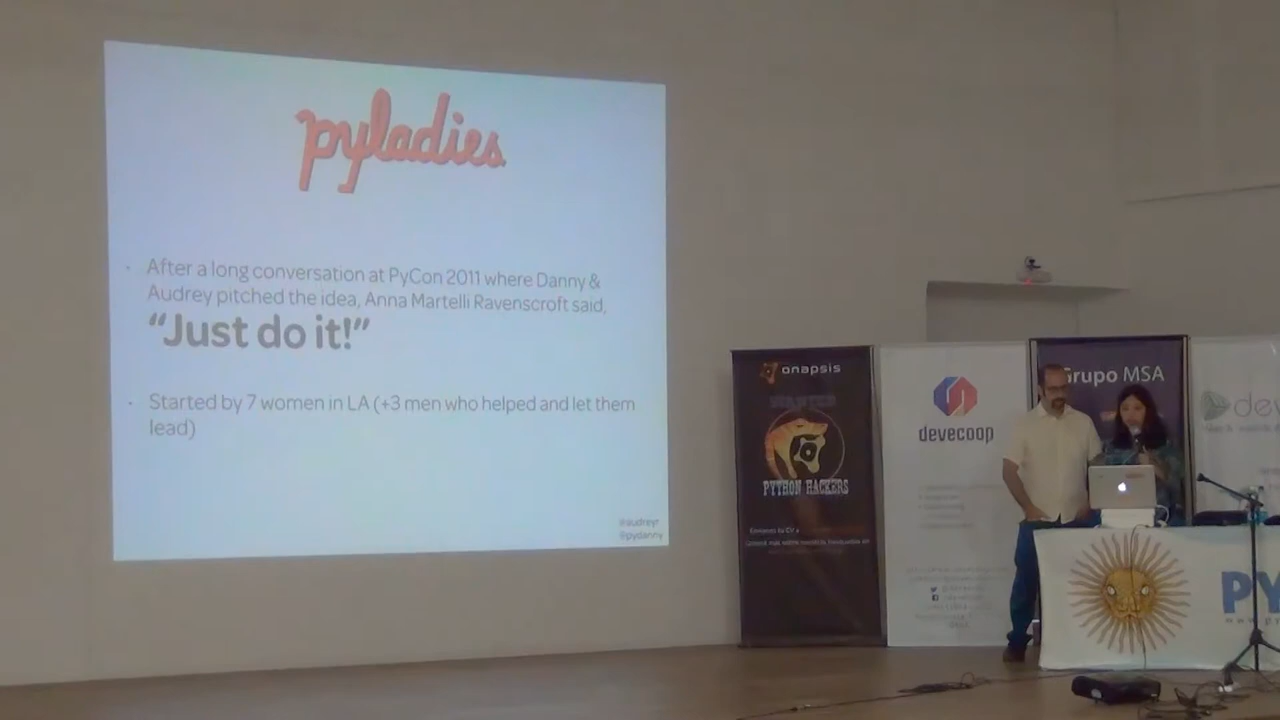 pyladies
After a long conversation at PyCon 2011 where Danny &
Audrey pitched the idea, Anna Martelli Ravenscroft said,
“Just do it!”
Started by 7 women in LA (+3 men who helped and let them
lead)
@audreyr
@pydanny
onapsis
PYTHON HACKERS
devecoop
Grupo MSA
PY